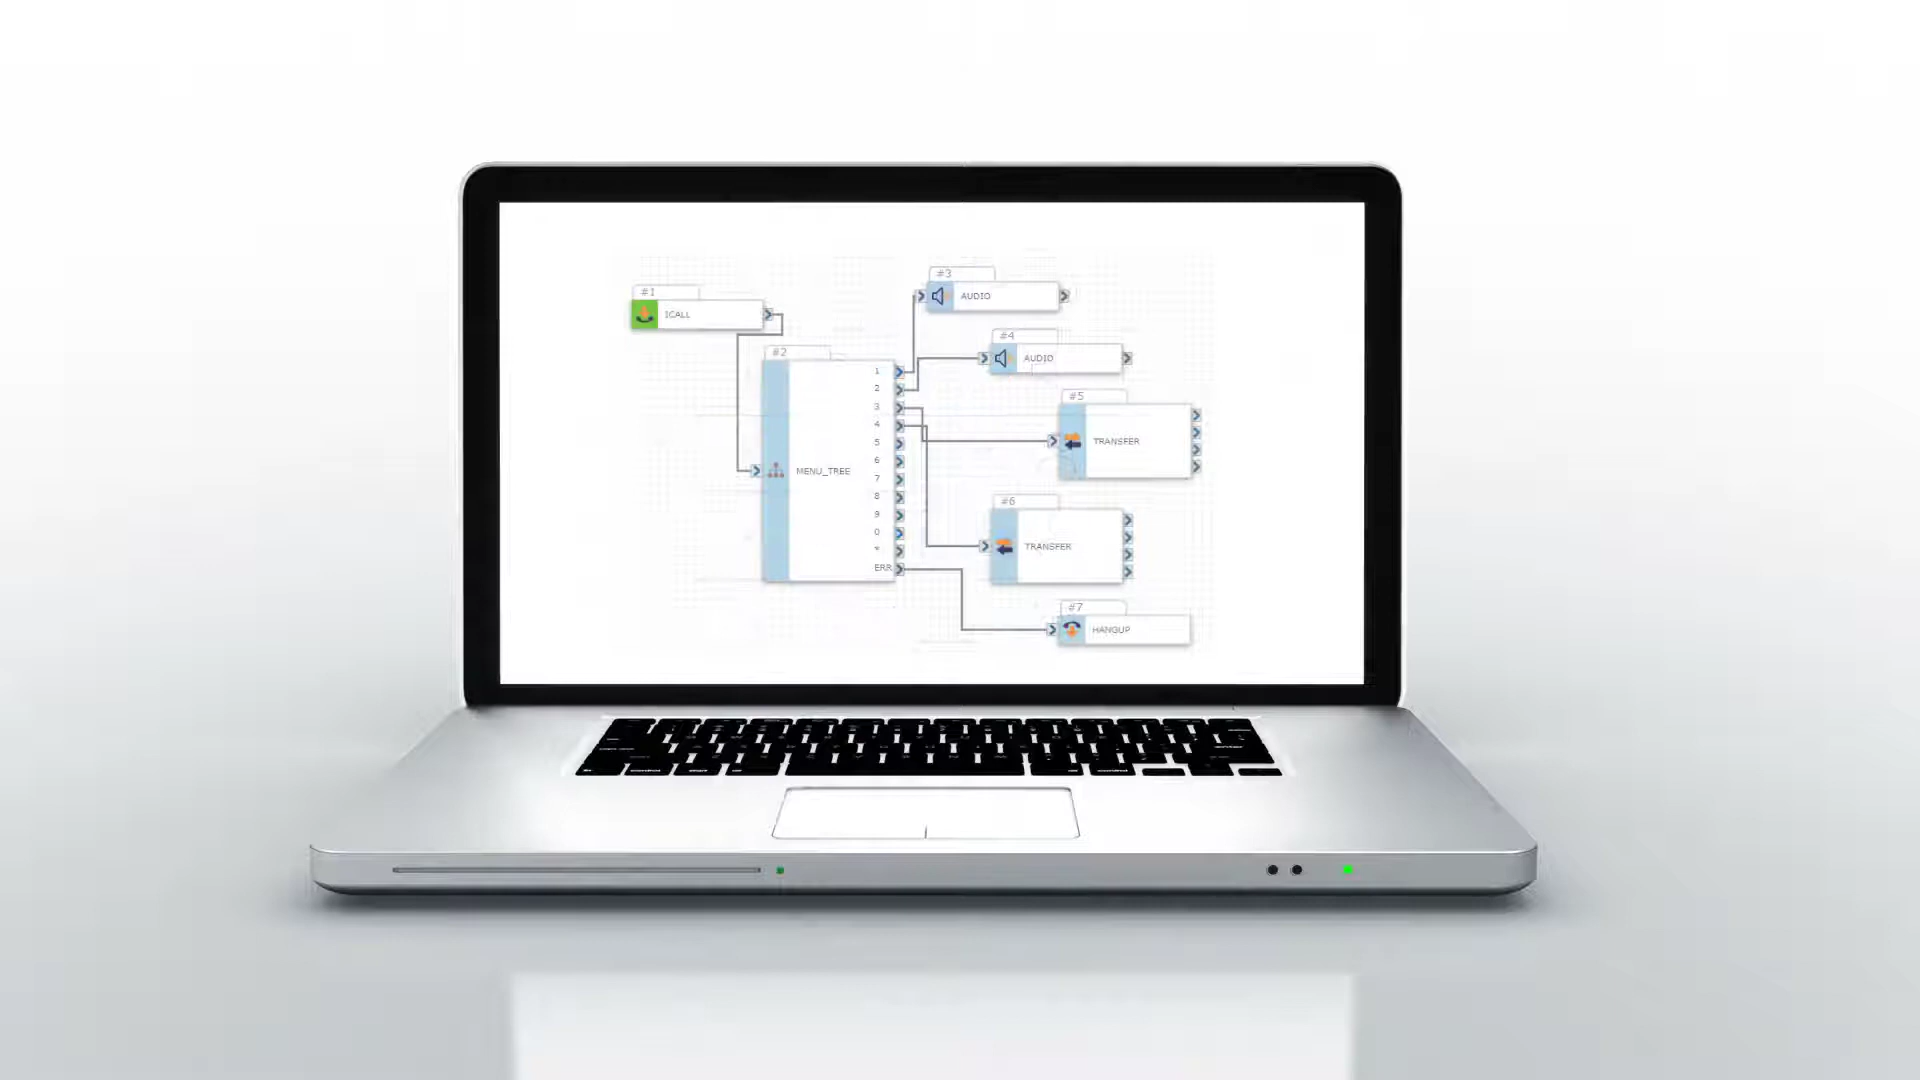 #1
ICALL
#2
MENU_TREE
1
2
3
4
5
6
7
8
9
0
*
ERR
#3
AUDIO
#4
AUDIO
#5
TRANSFER
#6
TRANSFER
#7
HANGUP